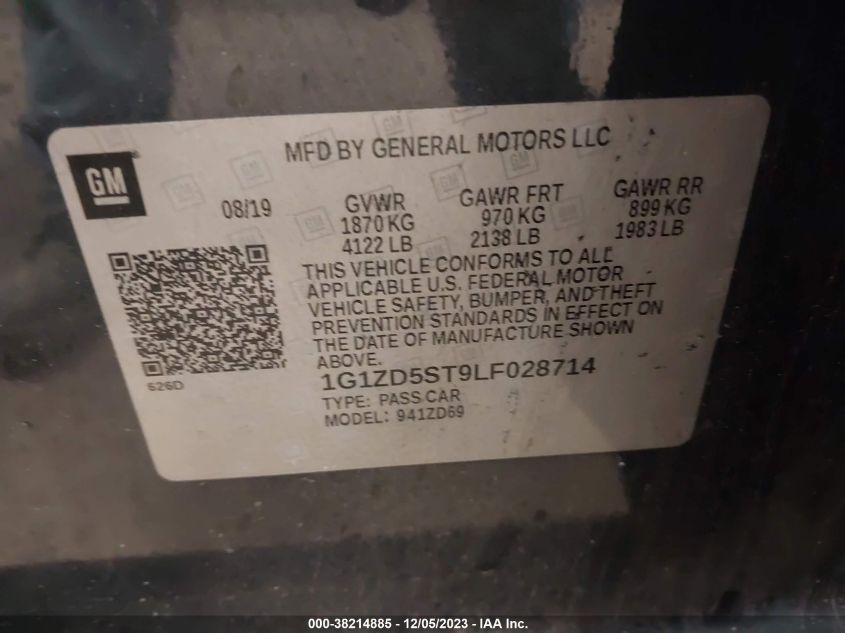 MFD BY GENERAL MOTORS LLC
GM
08/19
GVWR
1870 KG
4122 LB
GAWR FRT
970 KG
2138 LB
GAWR RR
899 KG
1983 LB
THIS VEHICLE CONFORMS TO ALL
APPLICABLE U.S. FEDERAL MOTOR
VEHICLE SAFETY, BUMPER, AND THEFT
PREVENTION STANDARDS IN EFFECT ON
THE DATE OF MANUFACTURE SHOWN
ABOVE.
626D
1G1ZD5ST9LF028714
TYPE: PASS CAR
MODEL: 941ZD69
000-38214885 - 12/05/2023 - IAA Inc.